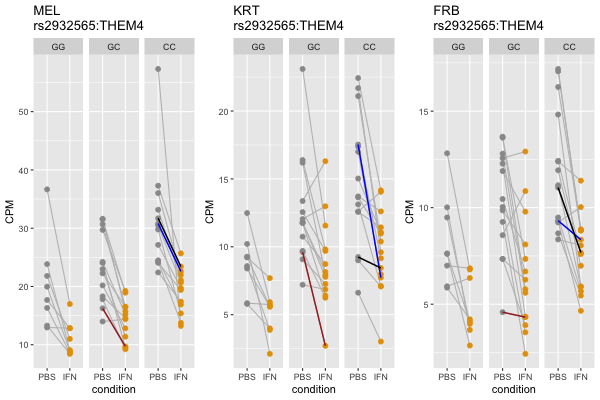 MEL
rs2932565:THEM4
GG GC CC
CPM
50
40
30
20
10
PBS IFN PBS IFN PBS IFN
condition
KRT
rs2932565:THEM4
GG GC CC
CPM
20
15
10
5
PBS IFN PBS IFN PBS IFN
condition
FRB
rs2932565:THEM4
GG GC CC
CPM
15
10
5
PBS IFN PBS IFN PBS IFN
condition